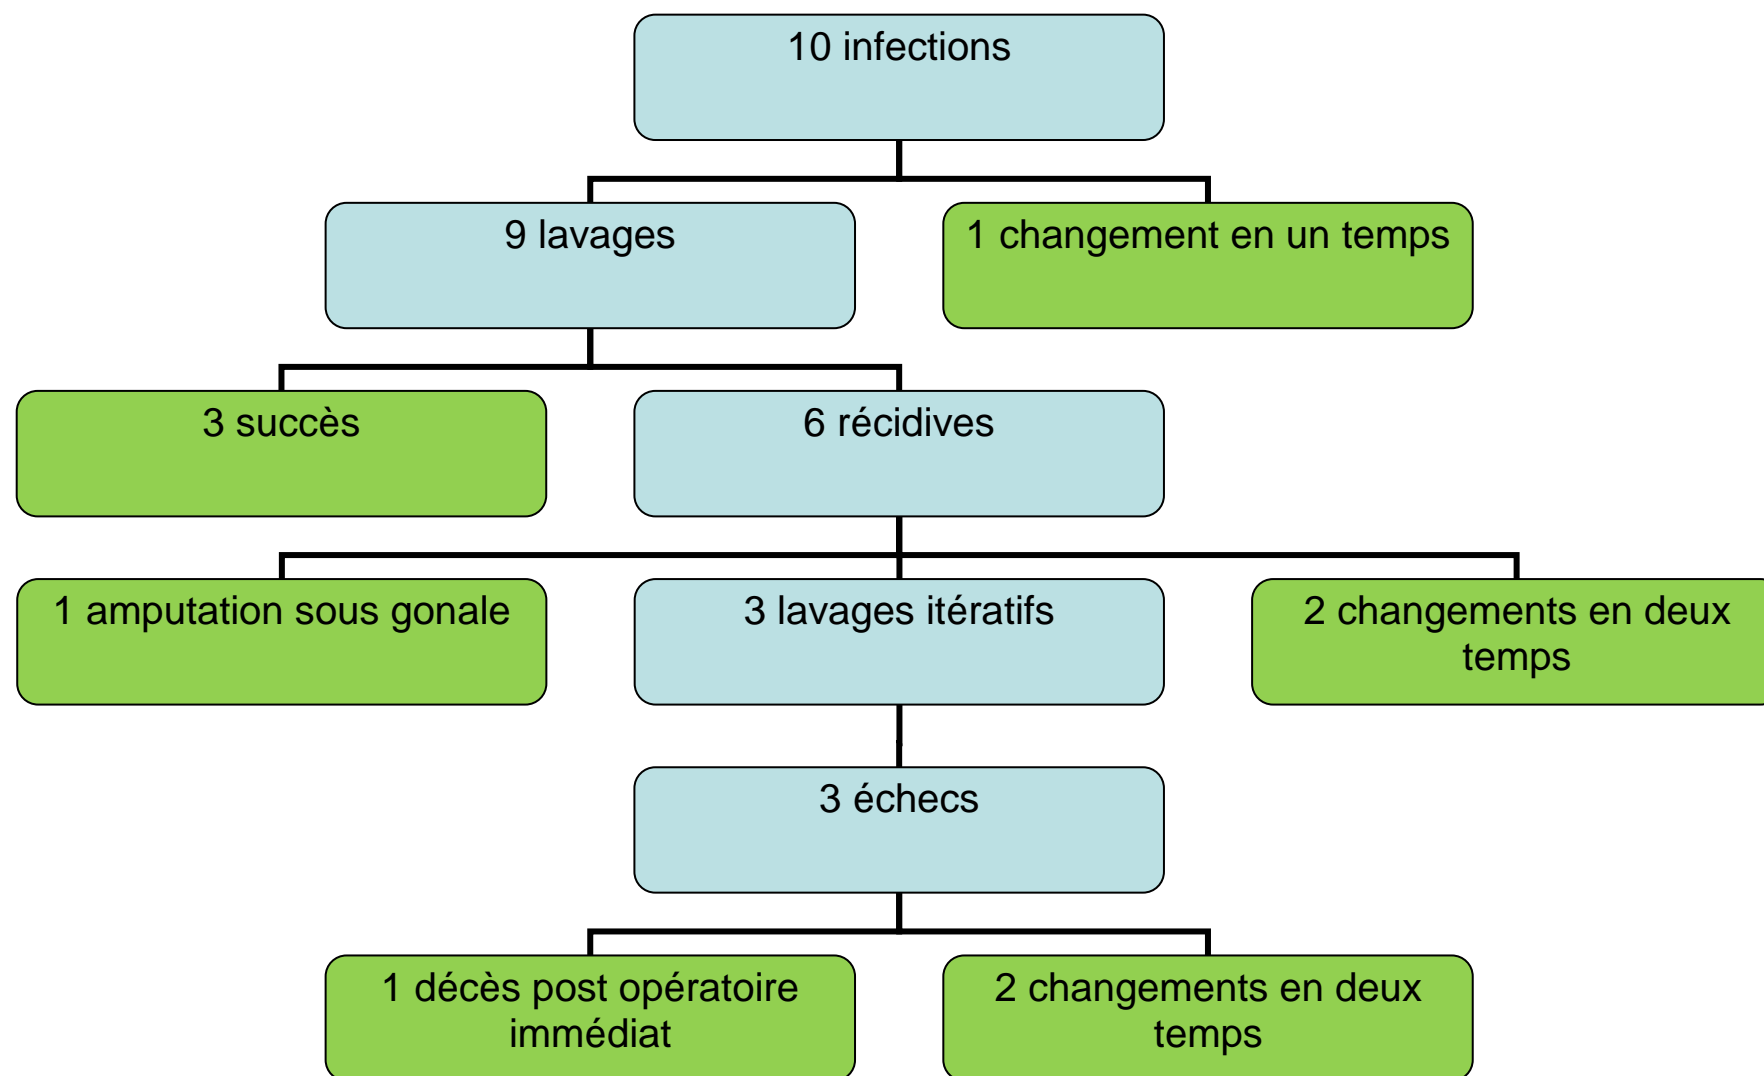 10 infections
9 lavages
1 changement en un temps
3 succès
6 récidives
1 amputation sous gonale
3 lavages itératifs
2 changements en deux
temps
3 échecs
1 décès post opératoire
immédiat
2 changements en deux
temps